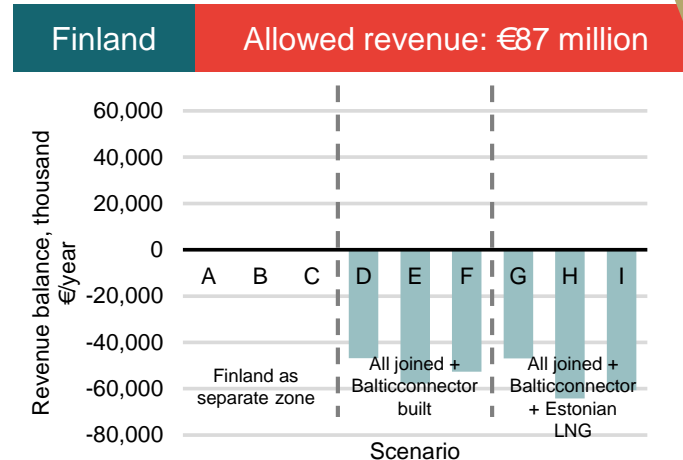 Finland
Allowed revenue: €87 million
Revenue balance, thousand
€/year
60,000
40,000
20,000
0
-20,000
-40,000
-60,000
-80,000
A B C D E F G H I
Finland as
separate zone
All joined +
Balticconnector
built
All joined +
Balticconnector
+ Estonian
LNG
Scenario